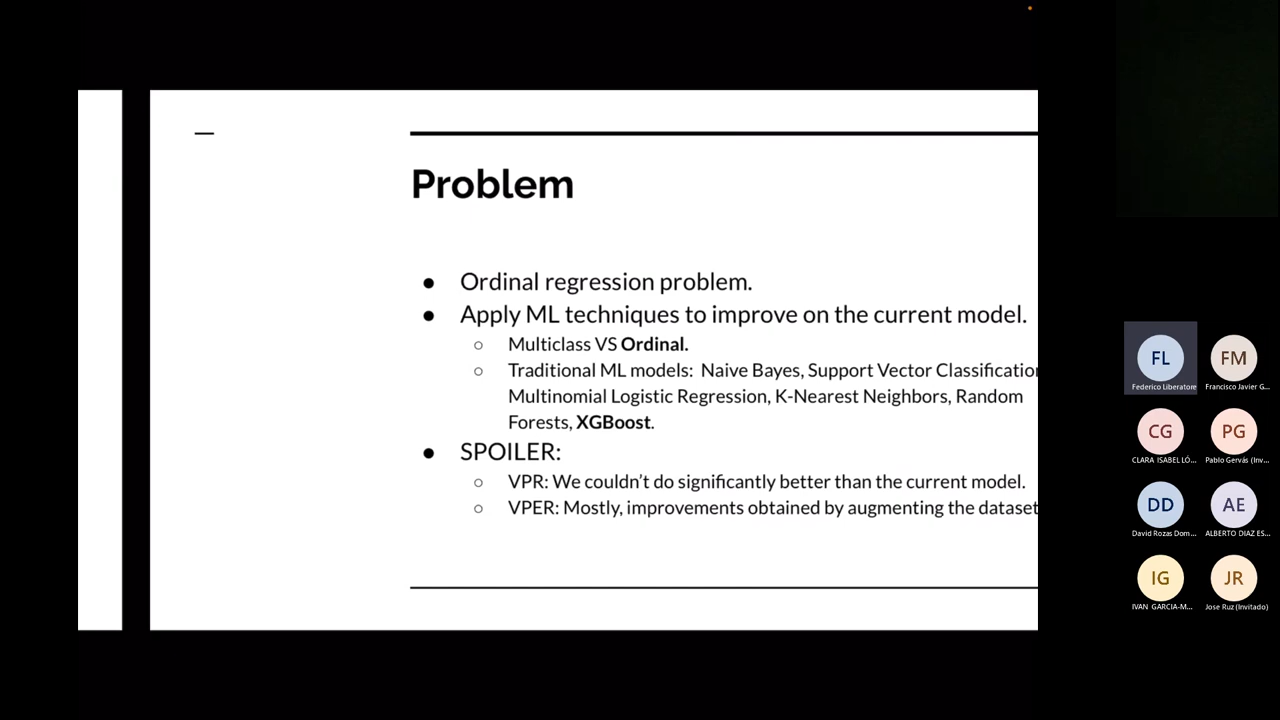 Problem
● Ordinal regression problem.
● Apply ML techniques to improve on the current model.
○ Multiclass VS Ordinal.
○ Traditional ML models: Naive Bayes, Support Vector Classification
Multinomial Logistic Regression, K-Nearest Neighbors, Random
Forests, XGBoost.
● SPOILER:
○ VPR: We couldn't do significantly better than the current model.
○ VPER: Mostly, improvements obtained by augmenting the dataset
FL
FM
Federico Liberatore
Francisco Javier G...
CG
PG
CLARA ISABEL LÓ...
Pablo Gervás (Inv...
DD
AE
David Rozas Dom...
ALBERTO DIAZ ES...
IG
JR
IVAN GARCIA-M...
Jose Ruz (Invitado)